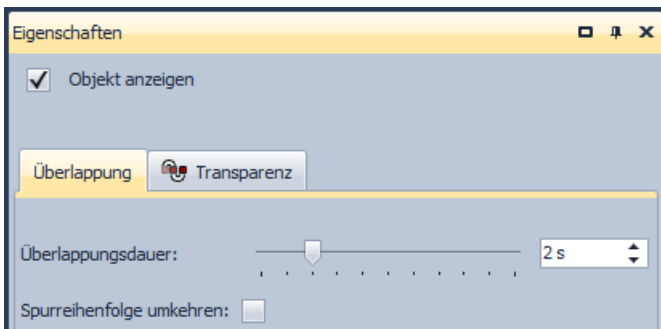 Eigenschaften
Objekt anzeigen
Überlappung Transparenz
Überlappungsdauer: 2 s
Spurreihenfolge umkehren: